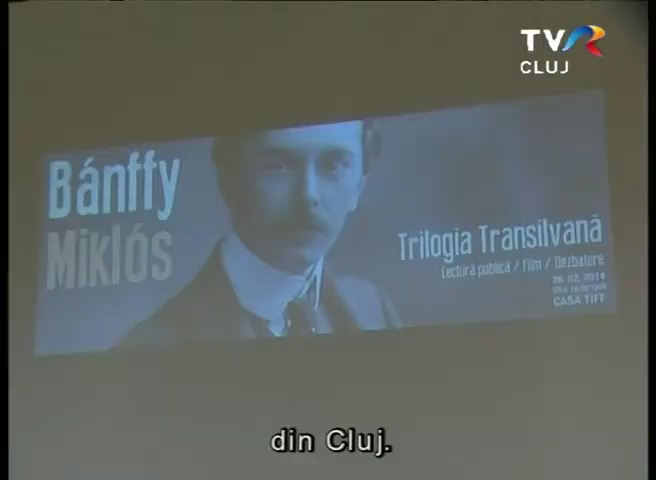 TVR
CLUJ
Bánffy
Miklós
Trilogia Transilvană
Lectură publică / Film / Dezbatere
CASA TIFF
din Cluj.